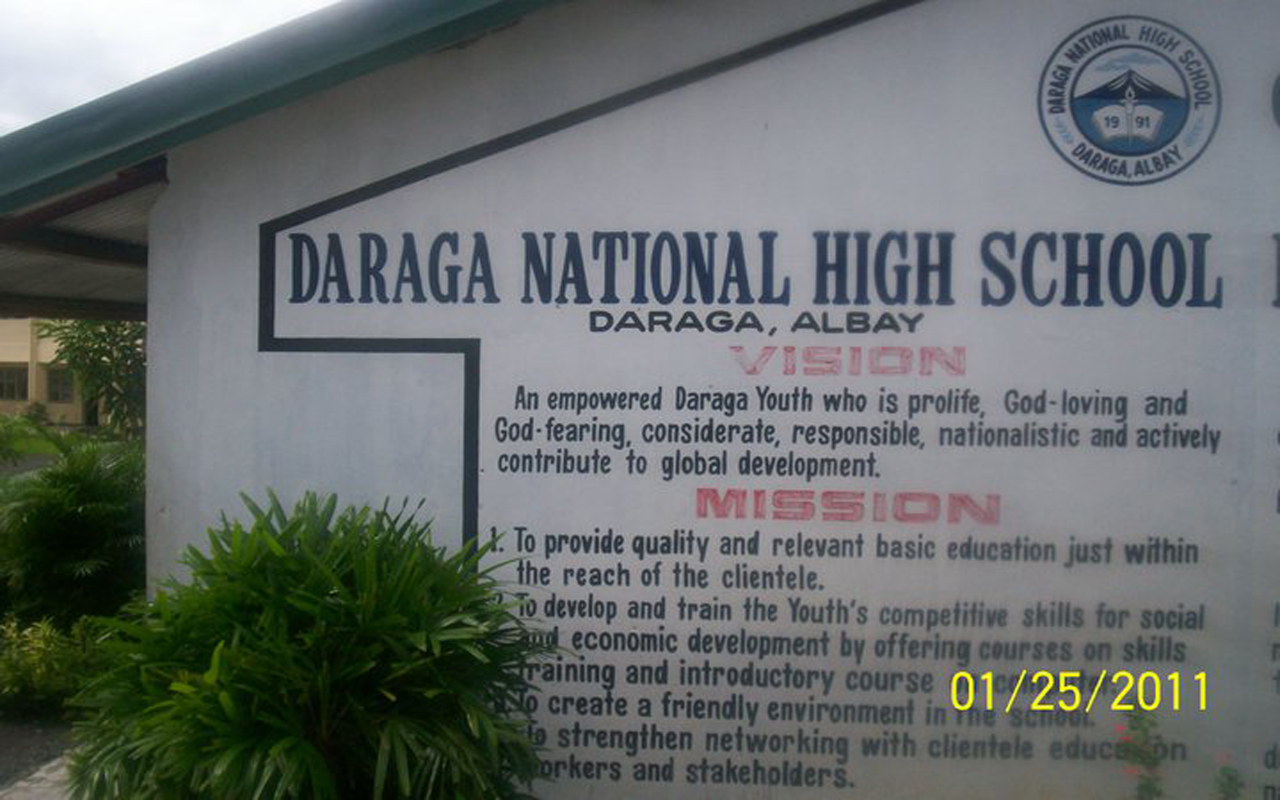 DARAGA NATIONAL HIGH SCHOOL
19 91
DARAGA, ALBAY
DARAGA NATIONAL HIGH SCHOOL
DARAGA, ALBAY
VISION
An empowered Daraga Youth who is prolife, God-loving and
God-fearing, considerate, responsible, nationalistic and actively
contribute to global development.
MISSION
1. To provide quality and relevant basic education just within
the reach of the clientele.
To develop and train the Youth's competitive skills for social
and economic development by offering courses on skills
training and introductory course
To create a friendly environment in the school.
To strengthen networking with clientele education
workers and stakeholders.
01/25/2011